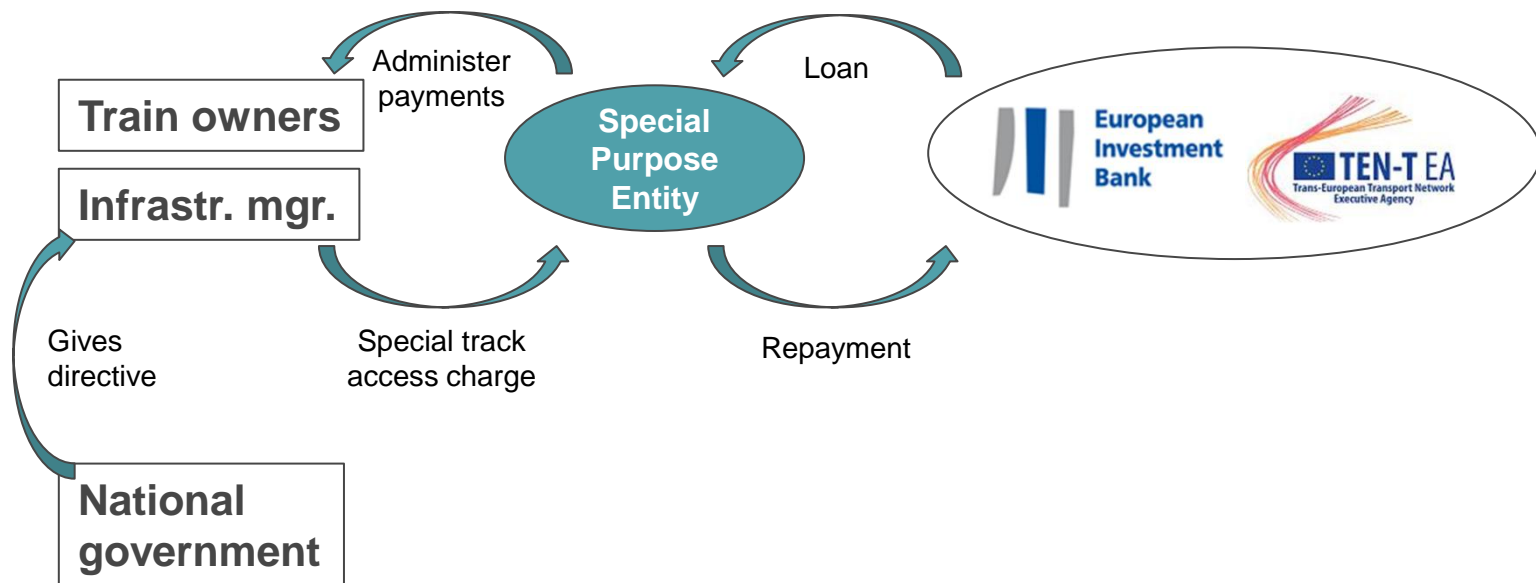 Administer
payments
Loan
Train owners
Infrastr. mgr.
Special
Purpose
Entity
European
Investment
Bank
TEN-T EA
Trans-European Transport Network
Executive Agency
Gives
directive
Special track
access charge
Repayment
National
government